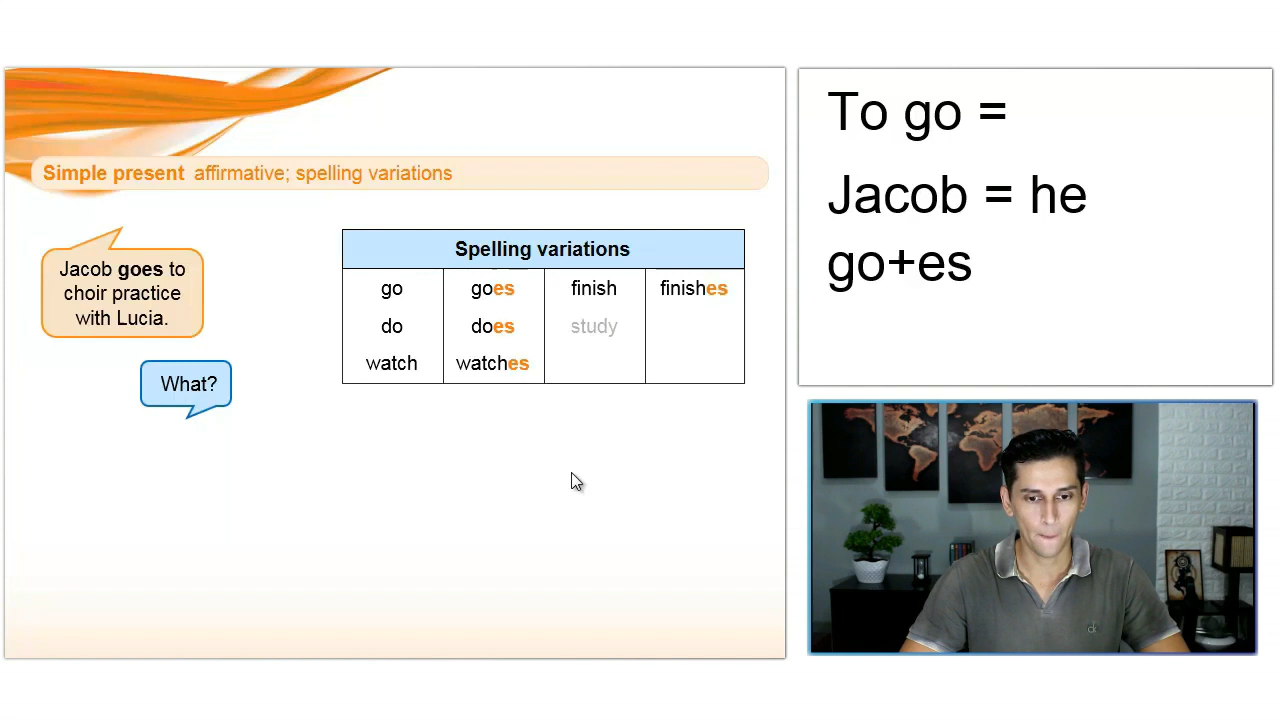 Simple present affirmative; spelling variations
Jacob goes to
choir practice
with Lucia.
What?
Spelling variations
go goes finish finishes
do does study
watch watches
To go =
Jacob = he
go+es